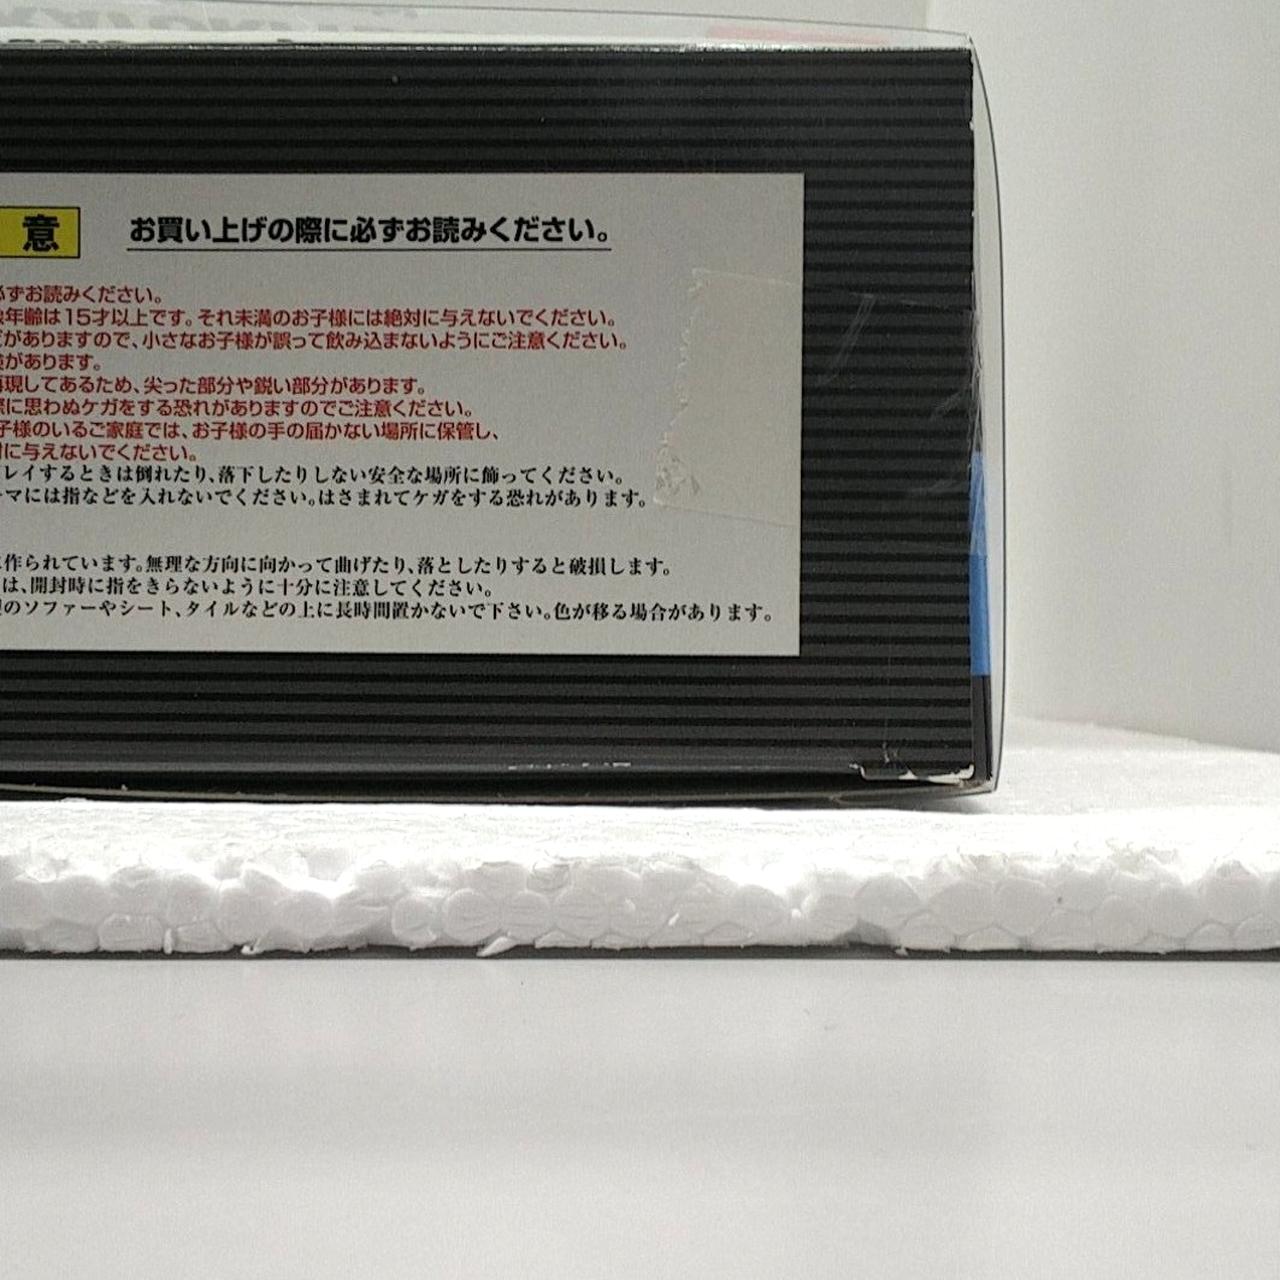 意 お買い上げの際に必ずお読みください。
必ずお読みください。
年齢は15才以上です。それ未満のお子様には絶対に与えないでください。
がありますので、小さなお子様が誤って飲み込まないようにご注意ください。
があります。
再現してあるため、尖った部分や鋭い部分があります。
際に思わぬケガをする恐れがありますのでご注意ください。
子様のいるご家庭では、お子様の手の届かない場所に保管し、
に与えないでください。
レイするときは倒れたり、落下したりしない安全な場所に飾ってください。
マには指などを入れないでください。はさまれてケガをする恐れがあります。
作られています。無理な方向に向かって曲げたり、落としたりすると破損します。
は、開封時に指をきらないように十分に注意してください。
のソファーやシート、タイルなどの上に長時間置かないで下さい。色が移る場合があります。